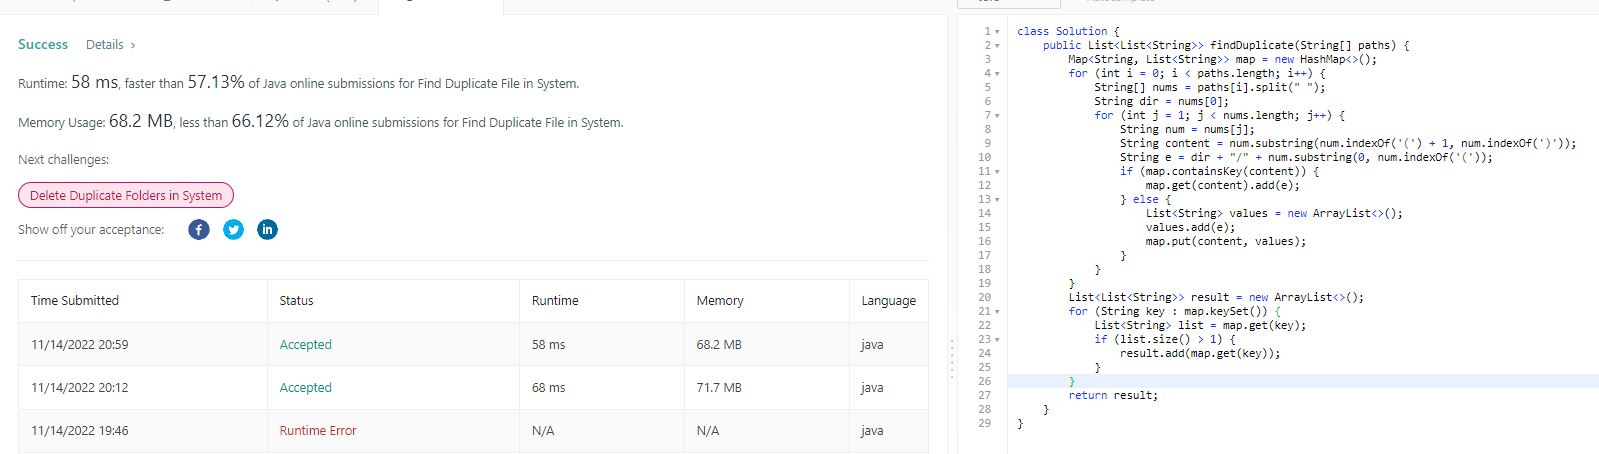 Success Details >
Runtime: 58 ms, faster than 57.13% of Java online submissions for Find Duplicate File in System.
Memory Usage: 68.2 MB, less than 66.12% of Java online submissions for Find Duplicate File in System.
Next challenges:
Delete Duplicate Folders in System
Show off your acceptance:
Time Submitted Status Runtime Memory Language
11/14/2022 20:59 Accepted 58 ms 68.2 MB java
11/14/2022 20:12 Accepted 68 ms 71.7 MB java
11/14/2022 19:46 Runtime Error N/A N/A java
1 class Solution {
2     public List<List<String>> findDuplicate(String[] paths) {
3         Map<String, List<String>> map = new HashMap<>();
4         for (int i = 0; i < paths.length; i++) {
5             String[] nums = paths[i].split(" ");
6             String dir = nums[0];
7             for (int j = 1; j < nums.length; j++) {
8                 String num = nums[j];
9                 String content = num.substring(num.indexOf('(') + 1, num.indexOf(')'));
10                 String e = dir + "/" + num.substring(0, num.indexOf('('));
11                 if (map.containsKey(content)) {
12                     map.get(content).add(e);
13                 } else {
14                     List<String> values = new ArrayList<>();
15                     values.add(e);
16                     map.put(content, values);
17                 }
18             }
19         }
20         List<List<String>> result = new ArrayList<>();
21         for (String key : map.keySet()) {
22             List<String> list = map.get(key);
23             if (list.size() > 1) {
24                 result.add(map.get(key));
25             }
26         }
27         return result;
28     }
29 }